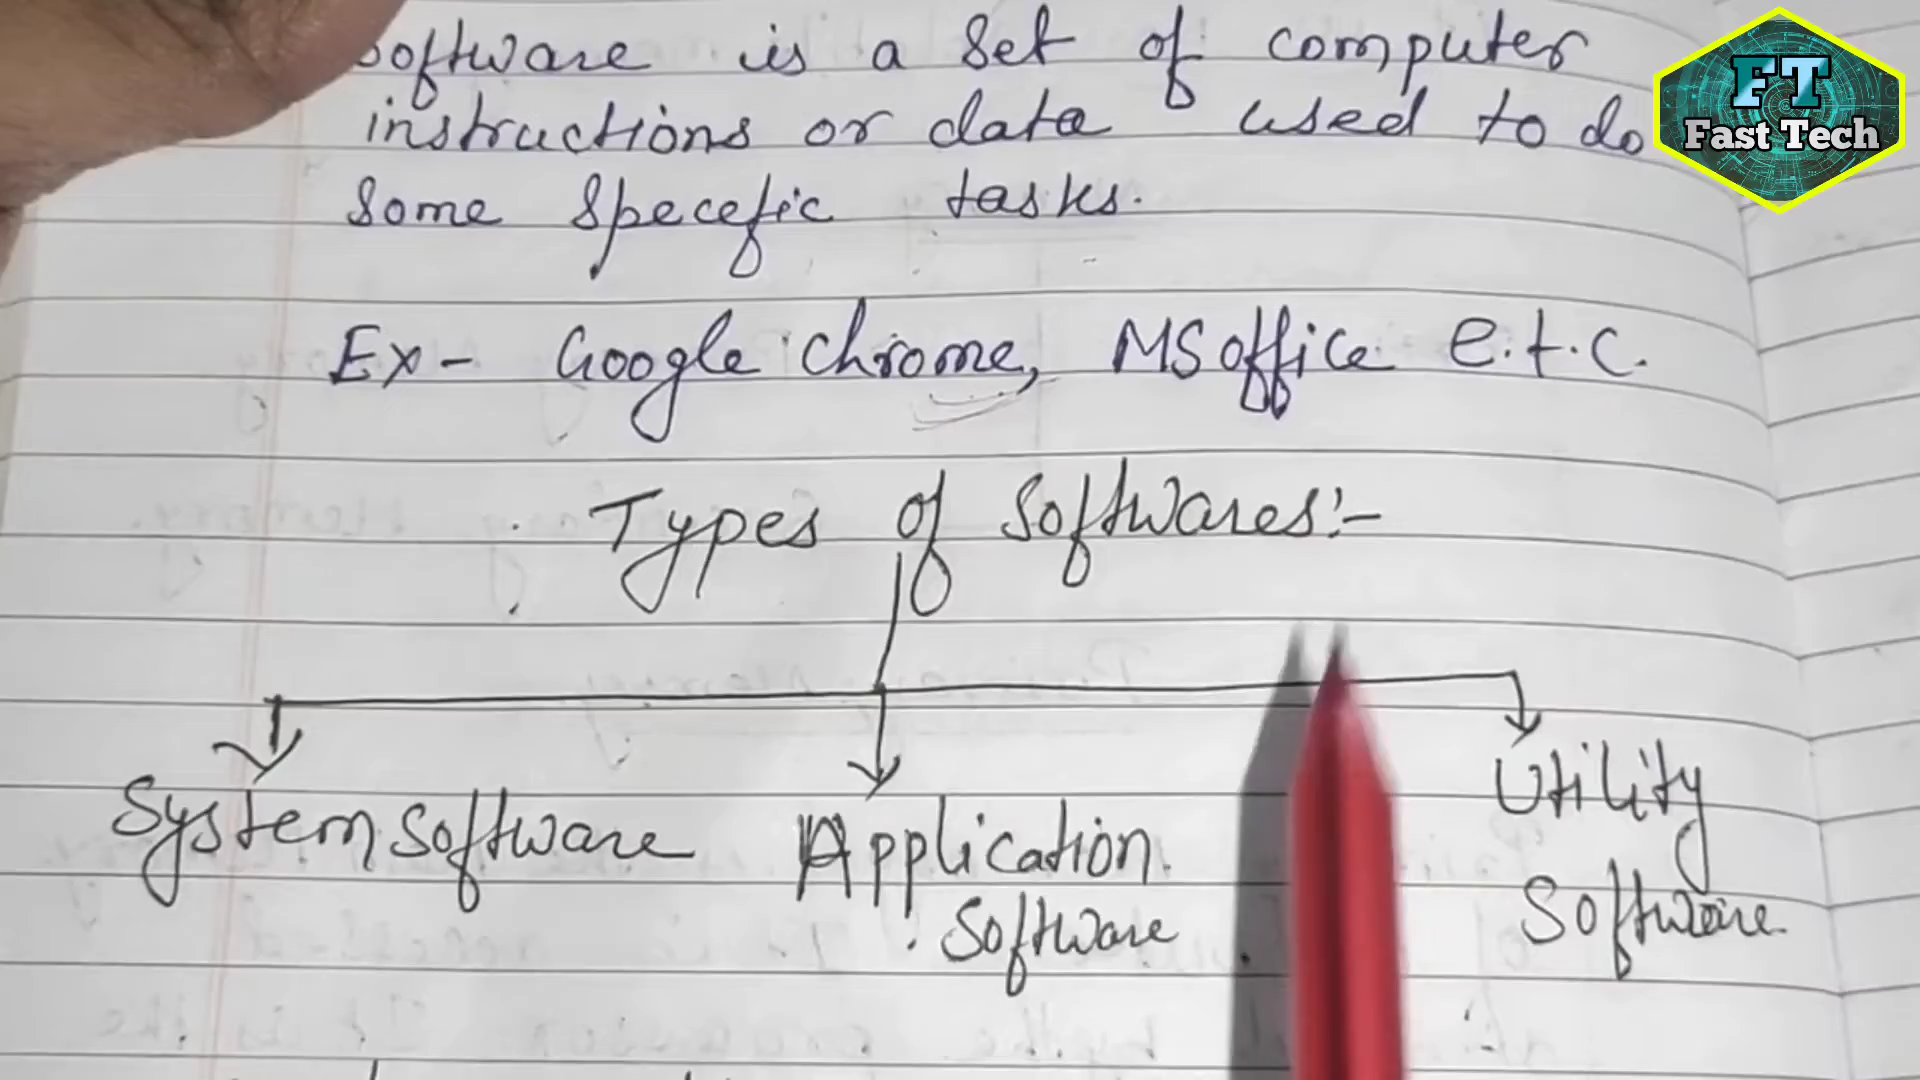 Software is a set of computer
instructions or data used to do
some specefic tasks.
Ex- Google Chrome, MS office e.t.c.
Types of Softwares:-
System Software
Application
Software
Utility
Software
FT
Fast Tech